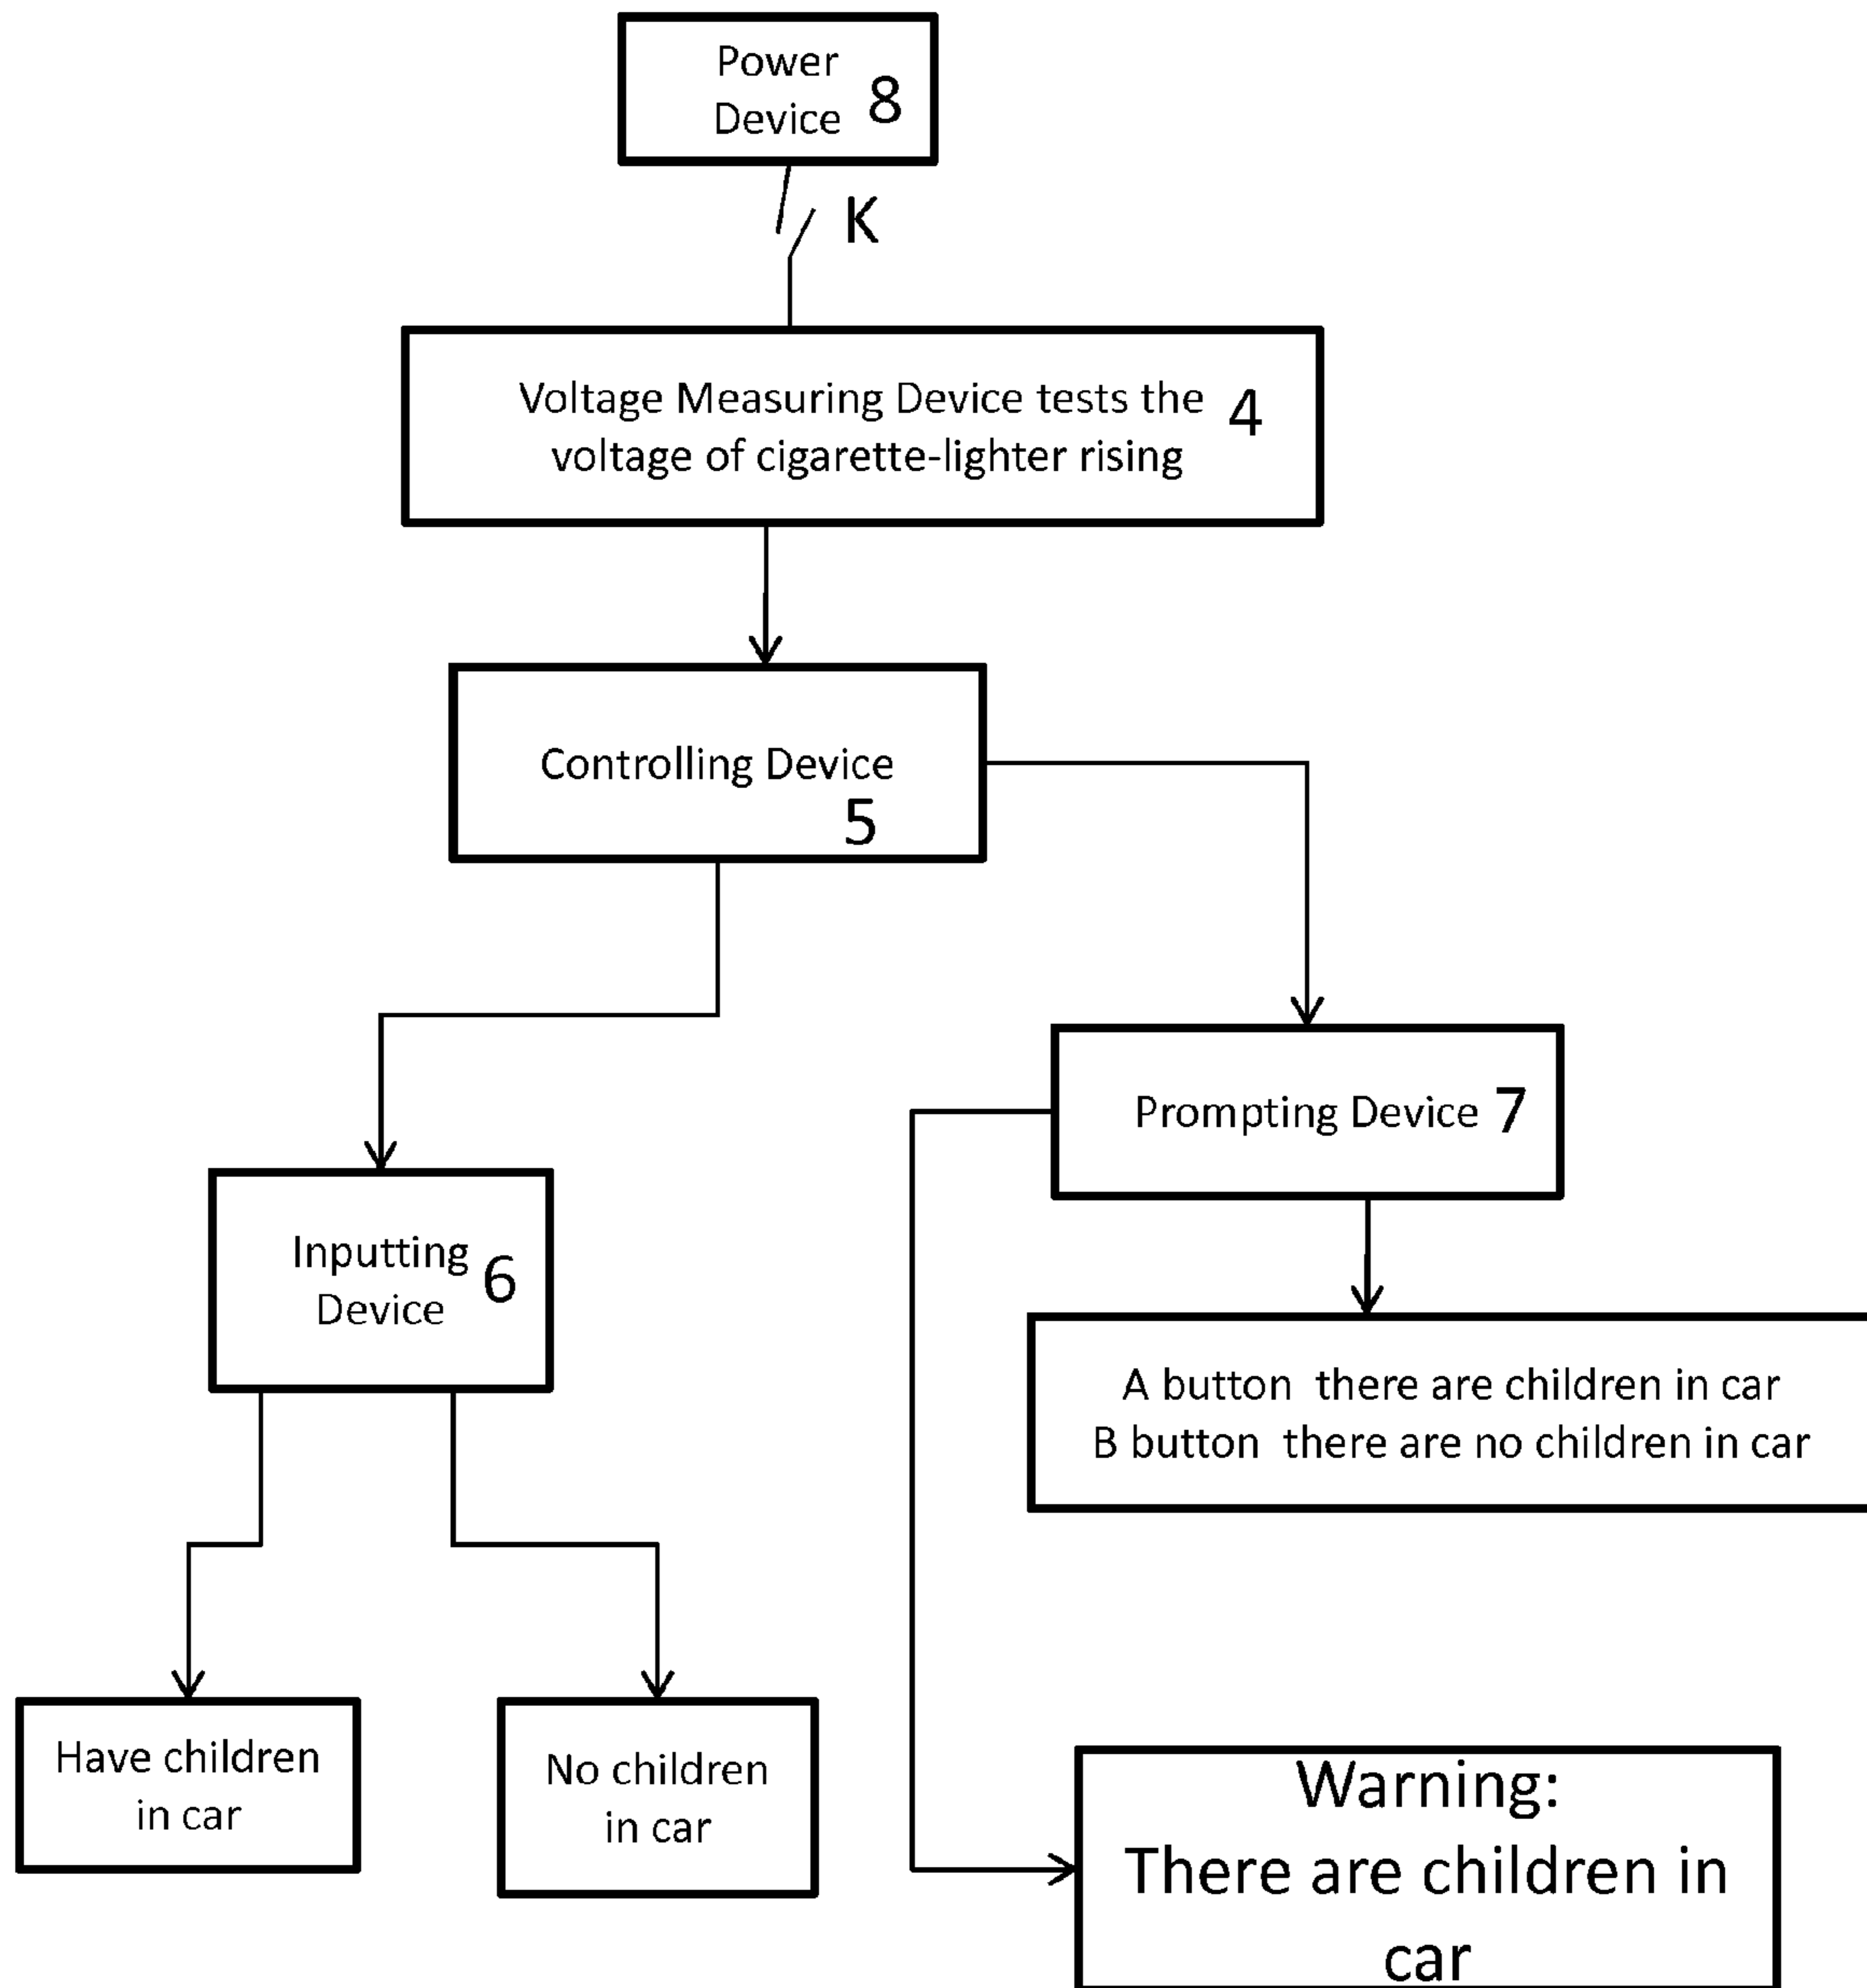 Power
Device 8
K
Voltage Measuring Device tests the 4
voltage of cigarette-lighter rising
Controlling Device
5
Prompting Device 7
Inputting 6
Device
A button there are children in car
B button there are no children in car
Have children
in car
No children
in car
Warning:
There are children in
car